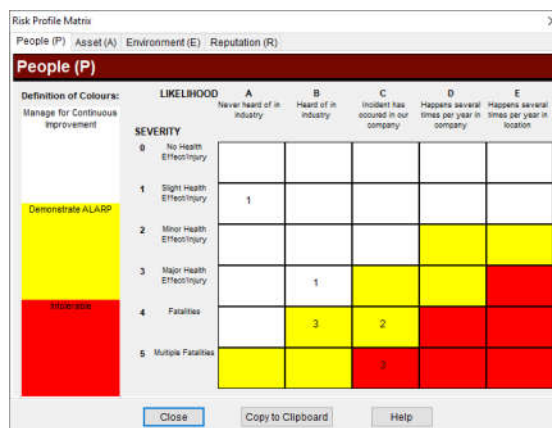 Risk Profile Matrix
People (P) Asset (A) Environment (E) Reputation (R)
People (P)
Definition of Colours:
Manage for Continuous
Improvement
Demonstrate ALARP
Intolerable
LIKELIHOOD
SEVERITY
A
Never heard of in
industry
B
Heard of in
industry
C
Incident has
occured in our
company
D
Happens several
times per year in
company
E
Happens several
times per year in
location
0 No Health
Effect/Injury
1 Slight Health
Effect/Injury
1
2 Minor Health
Effect/Injury
3 Major Health
Effect/Injury
1
4 Fatalities
3 2
5 Multiple Fatalities
Close Copy to Clipboard Help